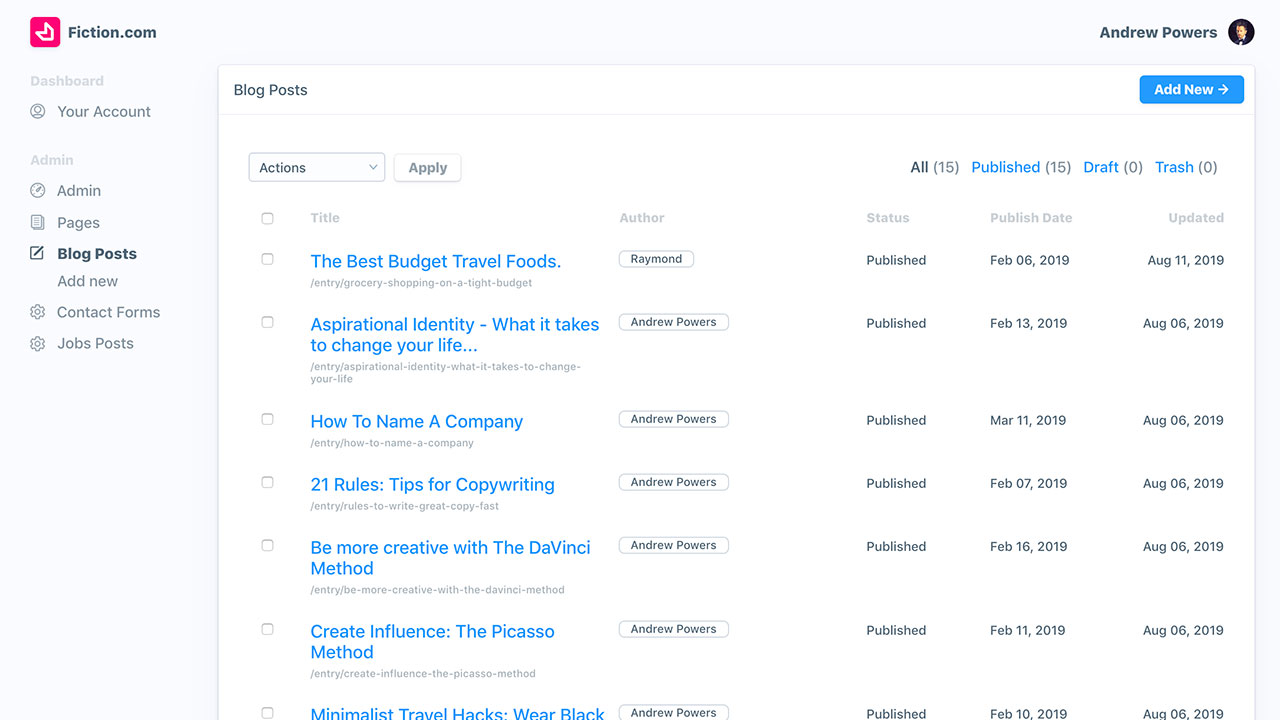 Fiction.com
Andrew Powers
Dashboard
Your Account
Admin
Admin
Pages
Blog Posts
Add new
Contact Forms
Jobs Posts
Blog Posts
Add New →
Actions
Apply
All (15) Published (15) Draft (0) Trash (0)
Title Author Status Publish Date Updated
The Best Budget Travel Foods. Raymond Published Feb 06, 2019 Aug 11, 2019
/entry/grocery-shopping-on-a-tight-budget
Aspirational Identity - What it takes Andrew Powers Published Feb 13, 2019 Aug 06, 2019
to change your life...
/entry/aspirational-identity-what-it-takes-to-change-
your-life
How To Name A Company Andrew Powers Published Mar 11, 2019 Aug 06, 2019
/entry/how-to-name-a-company
21 Rules: Tips for Copywriting Andrew Powers Published Feb 07, 2019 Aug 06, 2019
/entry/rules-to-write-great-copy-fast
Be more creative with The DaVinci Andrew Powers Published Feb 16, 2019 Aug 06, 2019
Method
/entry/be-more-creative-with-the-davinci-method
Create Influence: The Picasso Andrew Powers Published Feb 11, 2019 Aug 06, 2019
Method
/entry/create-influence-the-picasso-method
Minimalist Travel Hacks: Wear Black Andrew Powers Published Feb 10, 2019 Aug 06, 2019